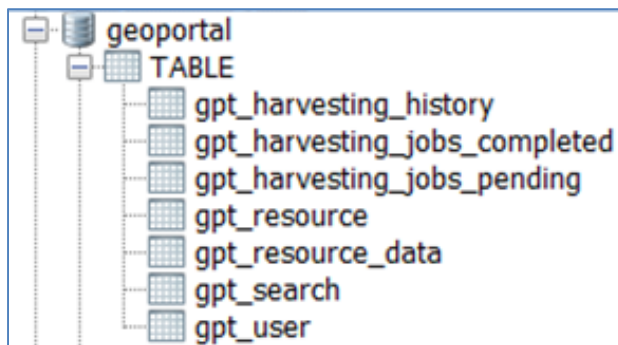 geoportal
TABLE
gpt_harvesting_history
gpt_harvesting_jobs_completed
gpt_harvesting_jobs_pending
gpt_resource
gpt_resource_data
gpt_search
gpt_user